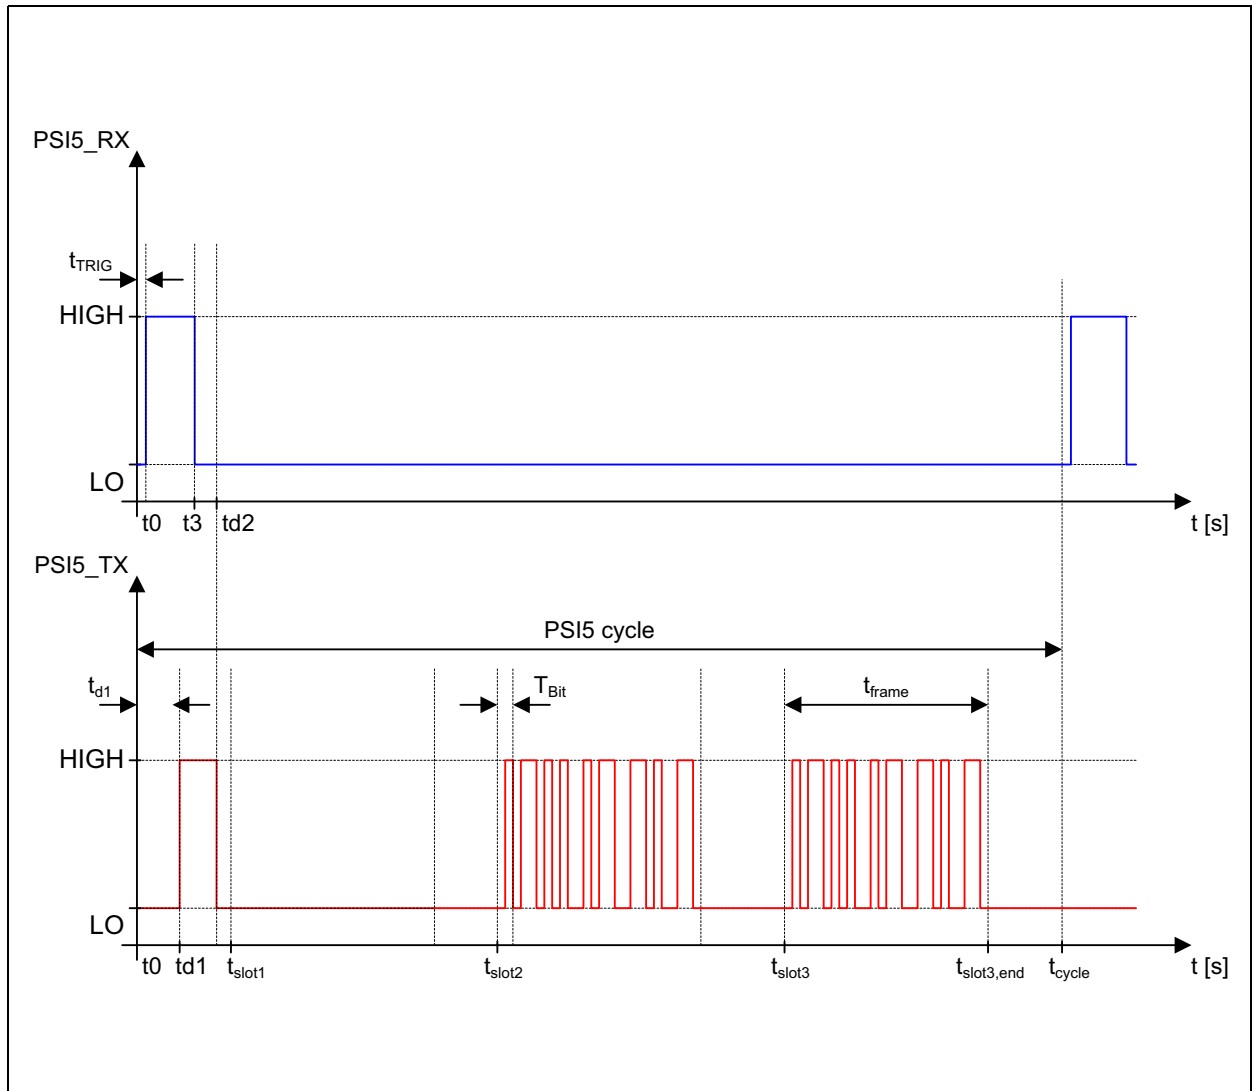 PSI5_RX
tTRIG
HIGH
LO
t0 t3 td2
t [s]
PSI5_TX
PSI5 cycle
td1 TBit tframe
HIGH
LO
t0 td1 tslot1 tslot2 tslot3 tslot3,end tcycle t [s]